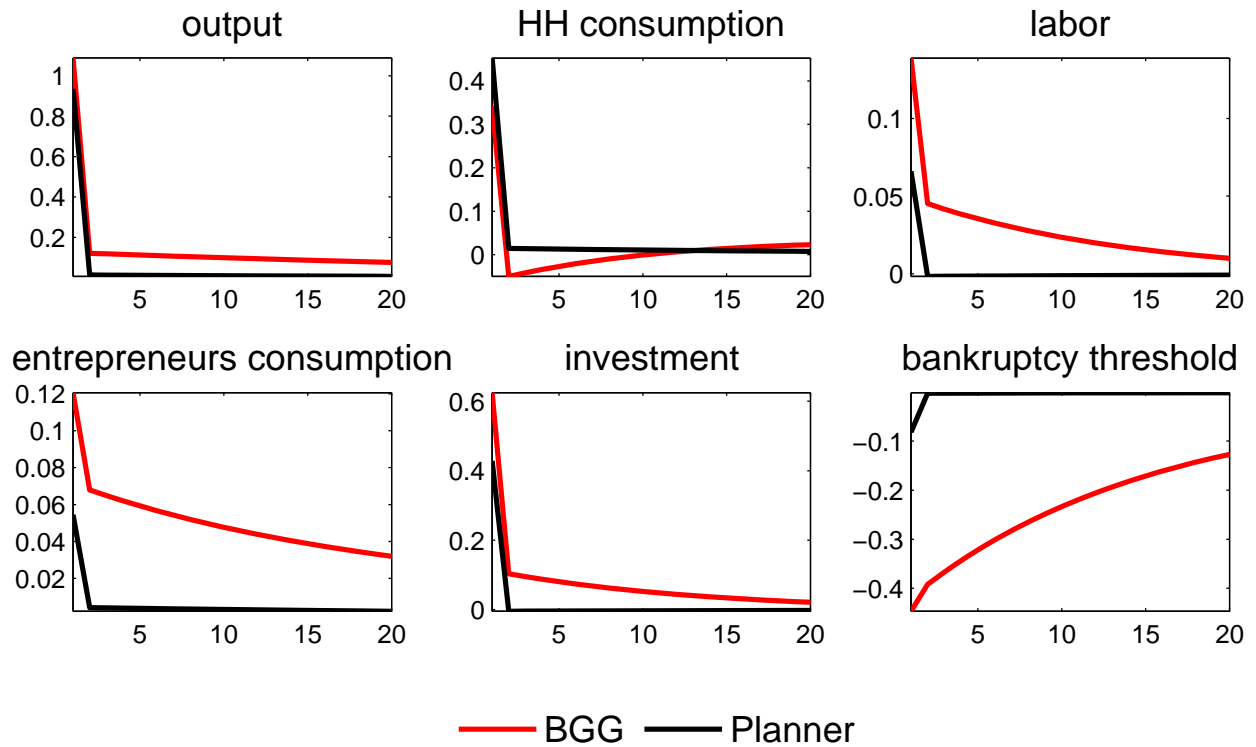 output
HH consumption
labor
1
0.8
0.6
0.4
0.2
5 10 15 20
0.4
0.3
0.2
0.1
0
5 10 15 20
0.1
0.05
0
5 10 15 20
entrepreneurs consumption
investment
bankruptcy threshold
0.12
0.1
0.08
0.06
0.04
0.02
5 10 15 20
0.6
0.4
0.2
0
5 10 15 20
−0.1
−0.2
−0.3
−0.4
5 10 15 20
BGG Planner